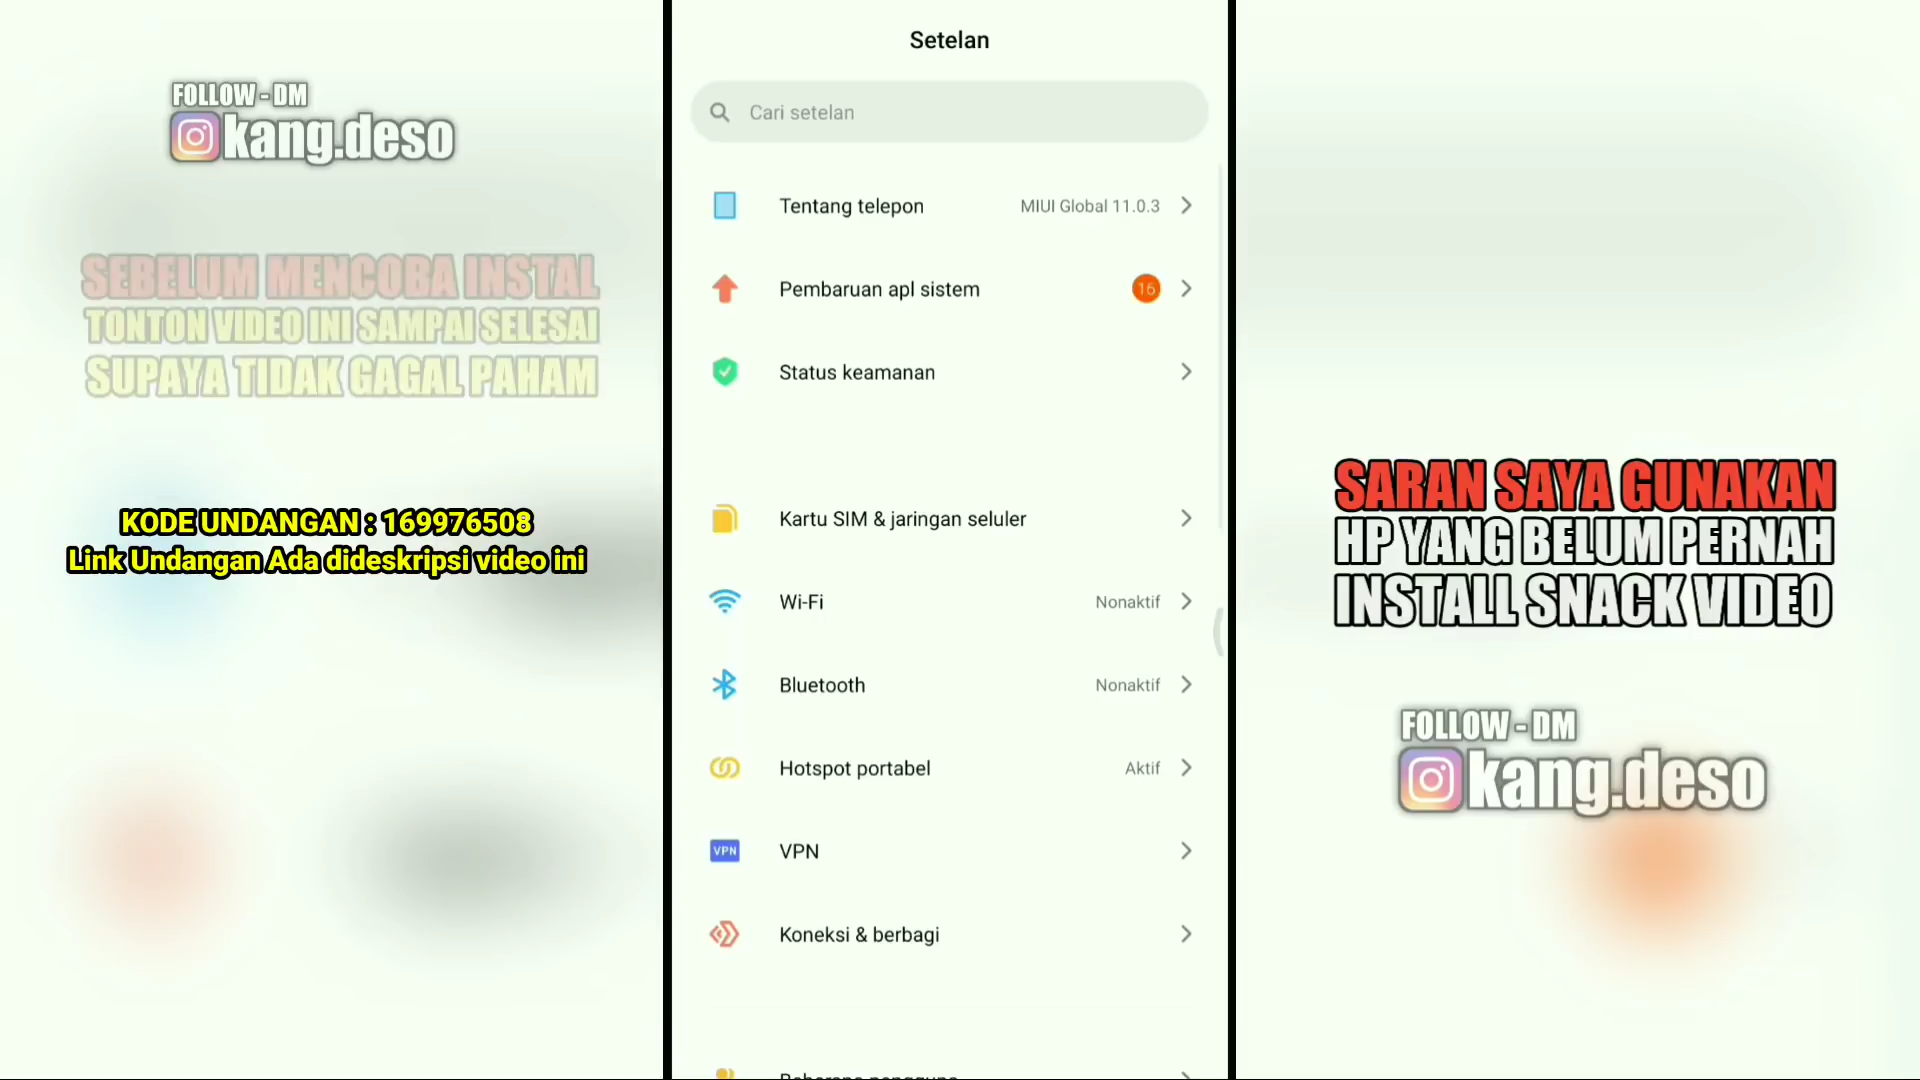 FOLLOW - DM
kang.deso
SEBELUM MENCOBA INSTAL
TONTON VIDEO INI SAMPAI SELESAI
SUPAYA TIDAK GAGAL PAHAM
KODE UNDANGAN : 169976508
Link Undangan Ada dideskripsi video ini
Setelan
Cari setelan
Tentang telepon MIUI Global 11.0.3
Pembaruan apl sistem 16
Status keamanan
Kartu SIM & jaringan seluler
Wi-Fi Nonaktif
Bluetooth Nonaktif
Hotspot portabel Aktif
VPN VPN
Koneksi & berbagi
SARAN SAYA GUNAKAN
HP YANG BELUM PERNAH
INSTALL SNACK VIDEO
FOLLOW - DM
kang.deso